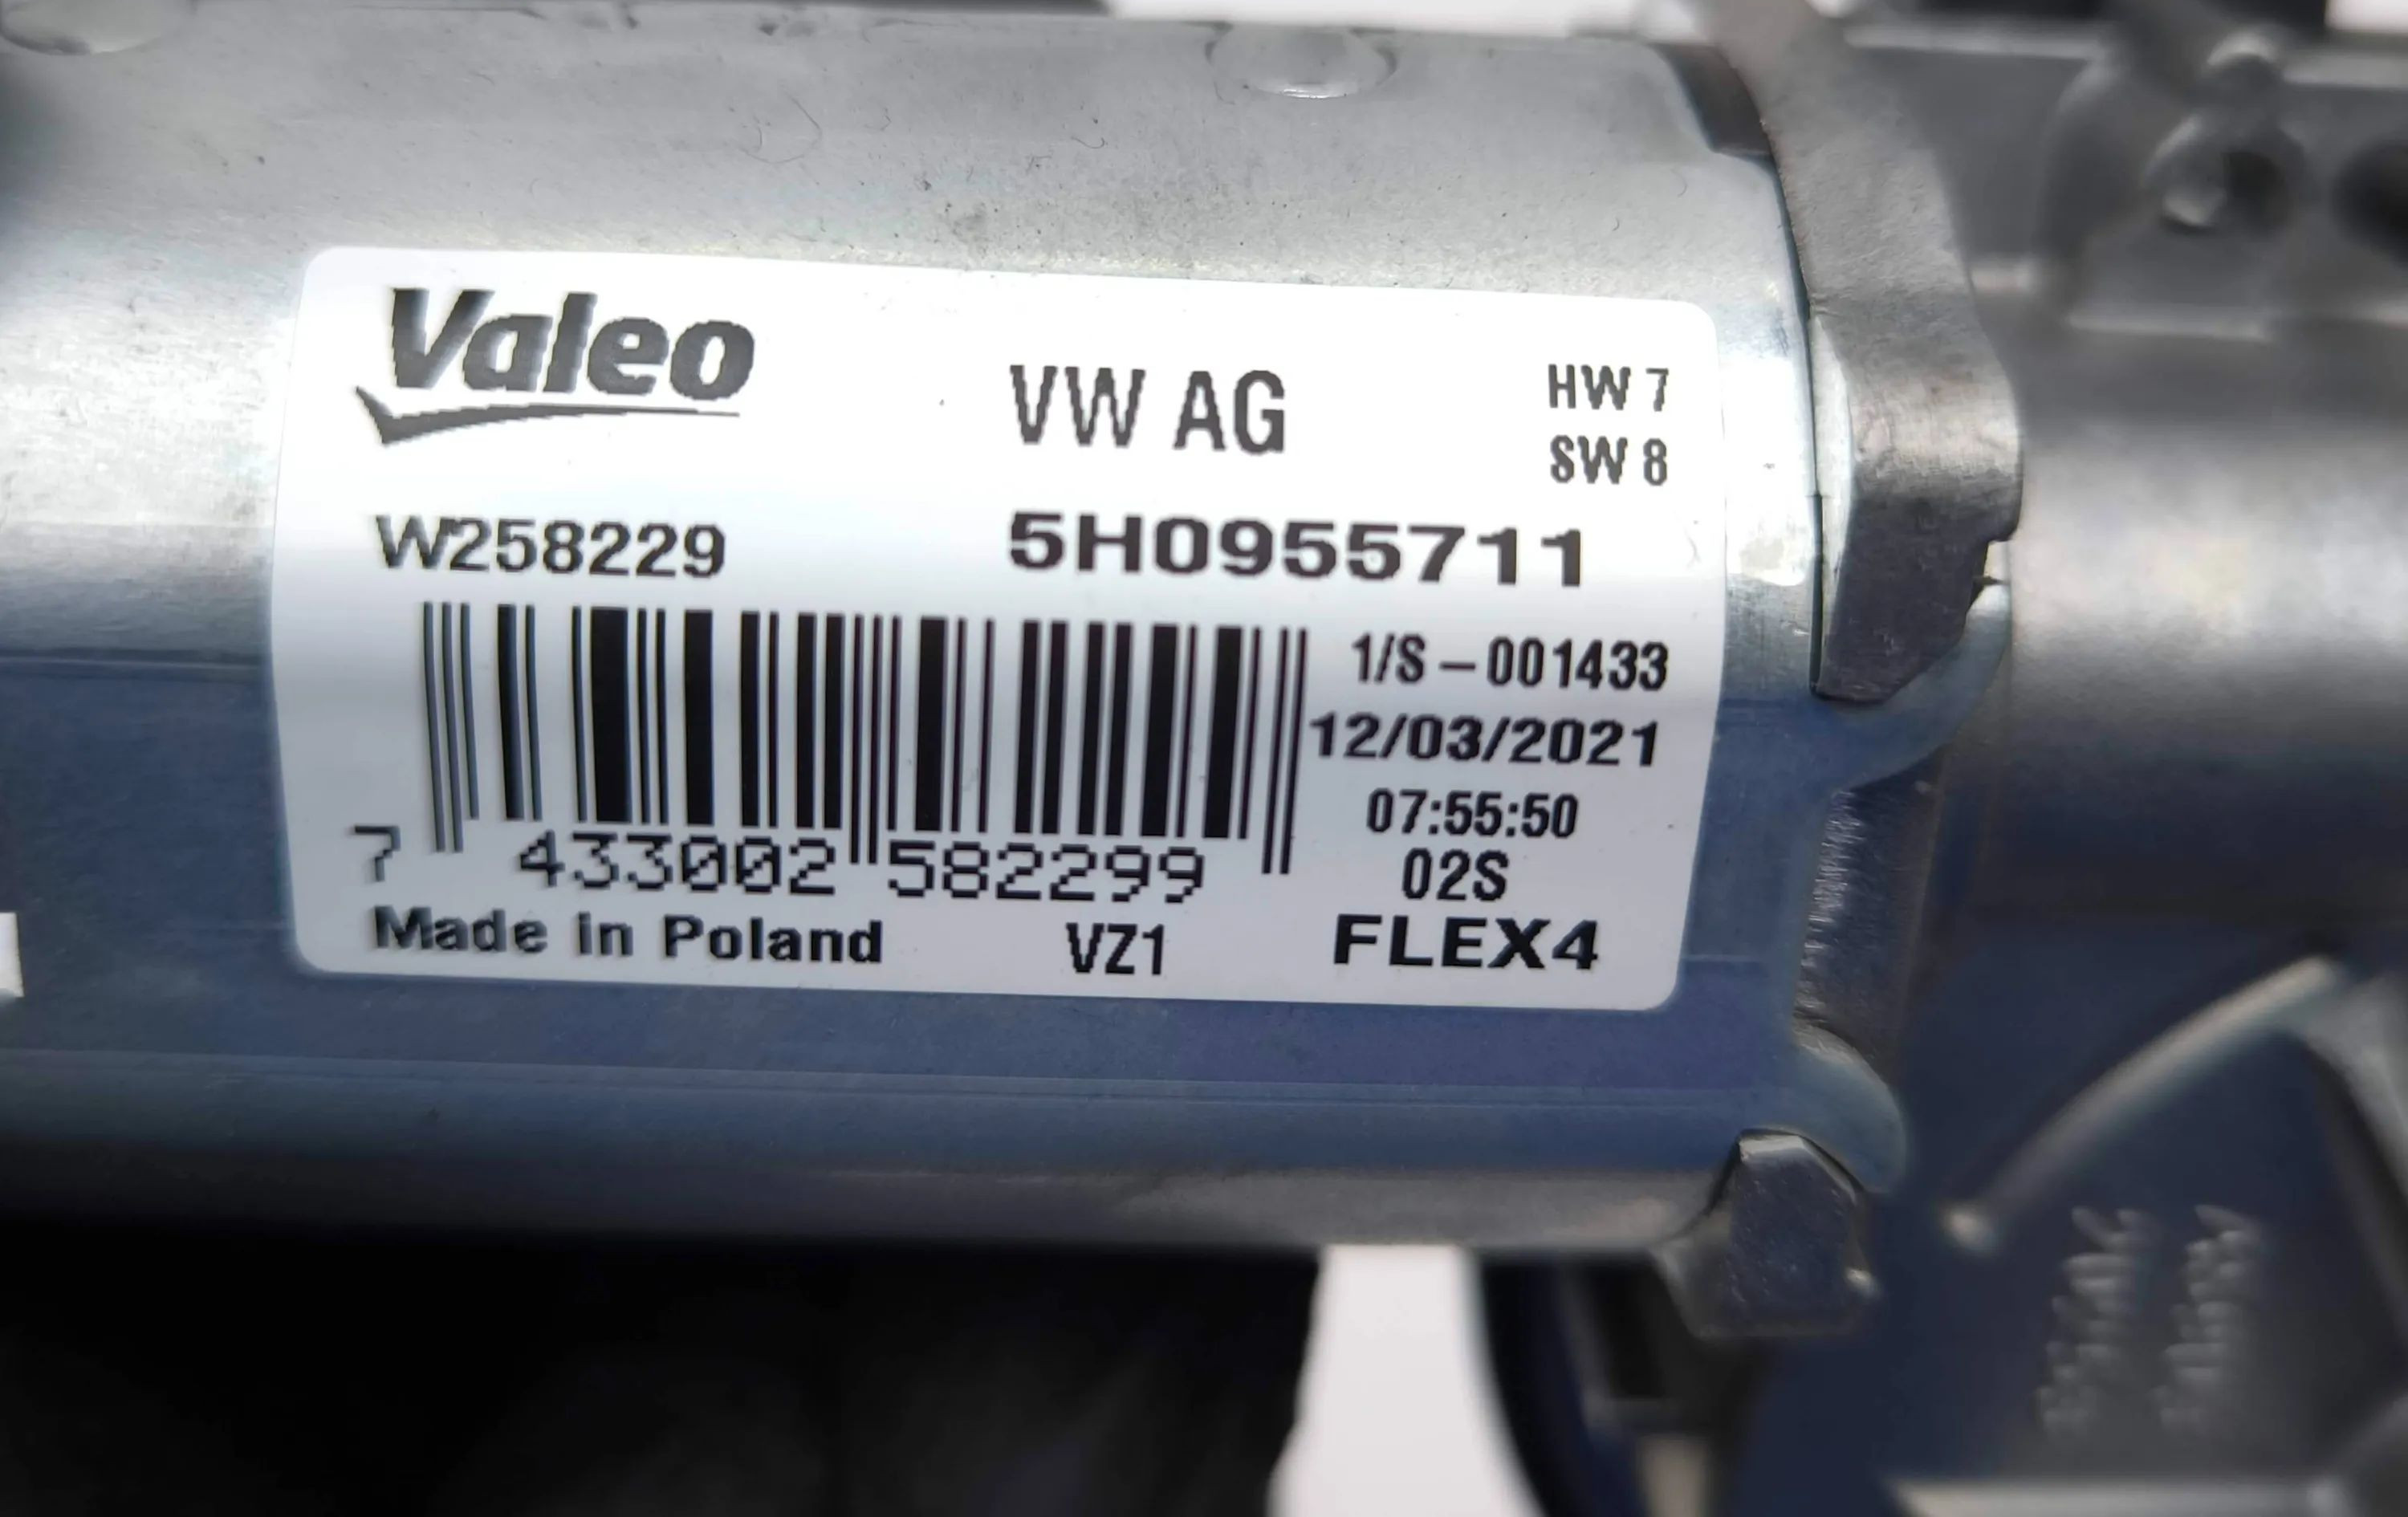 Valeo
VW AG
HW 7
SW 8
W258229
5H0955711
1/S-001433
12/03/2021
07:55:50
02S
7 433002 582299
Made in Poland
VZ1
FLEX4